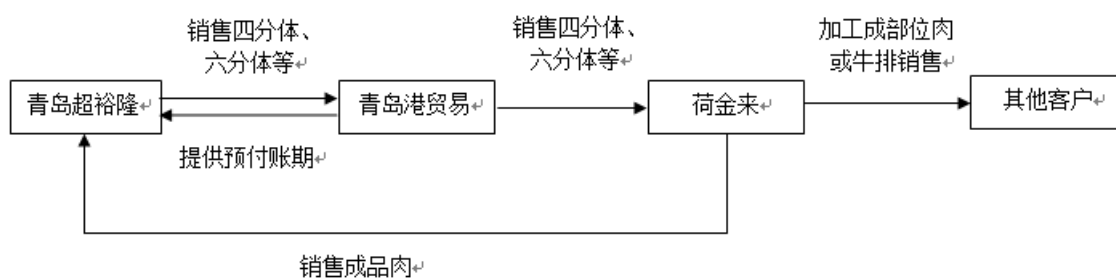 销售四分体、
六分体等
销售四分体、
六分体等
加工成部位肉
或牛排销售
青岛超裕隆
青岛港贸易
荷金来
其他客户
提供预付账期
销售成品肉